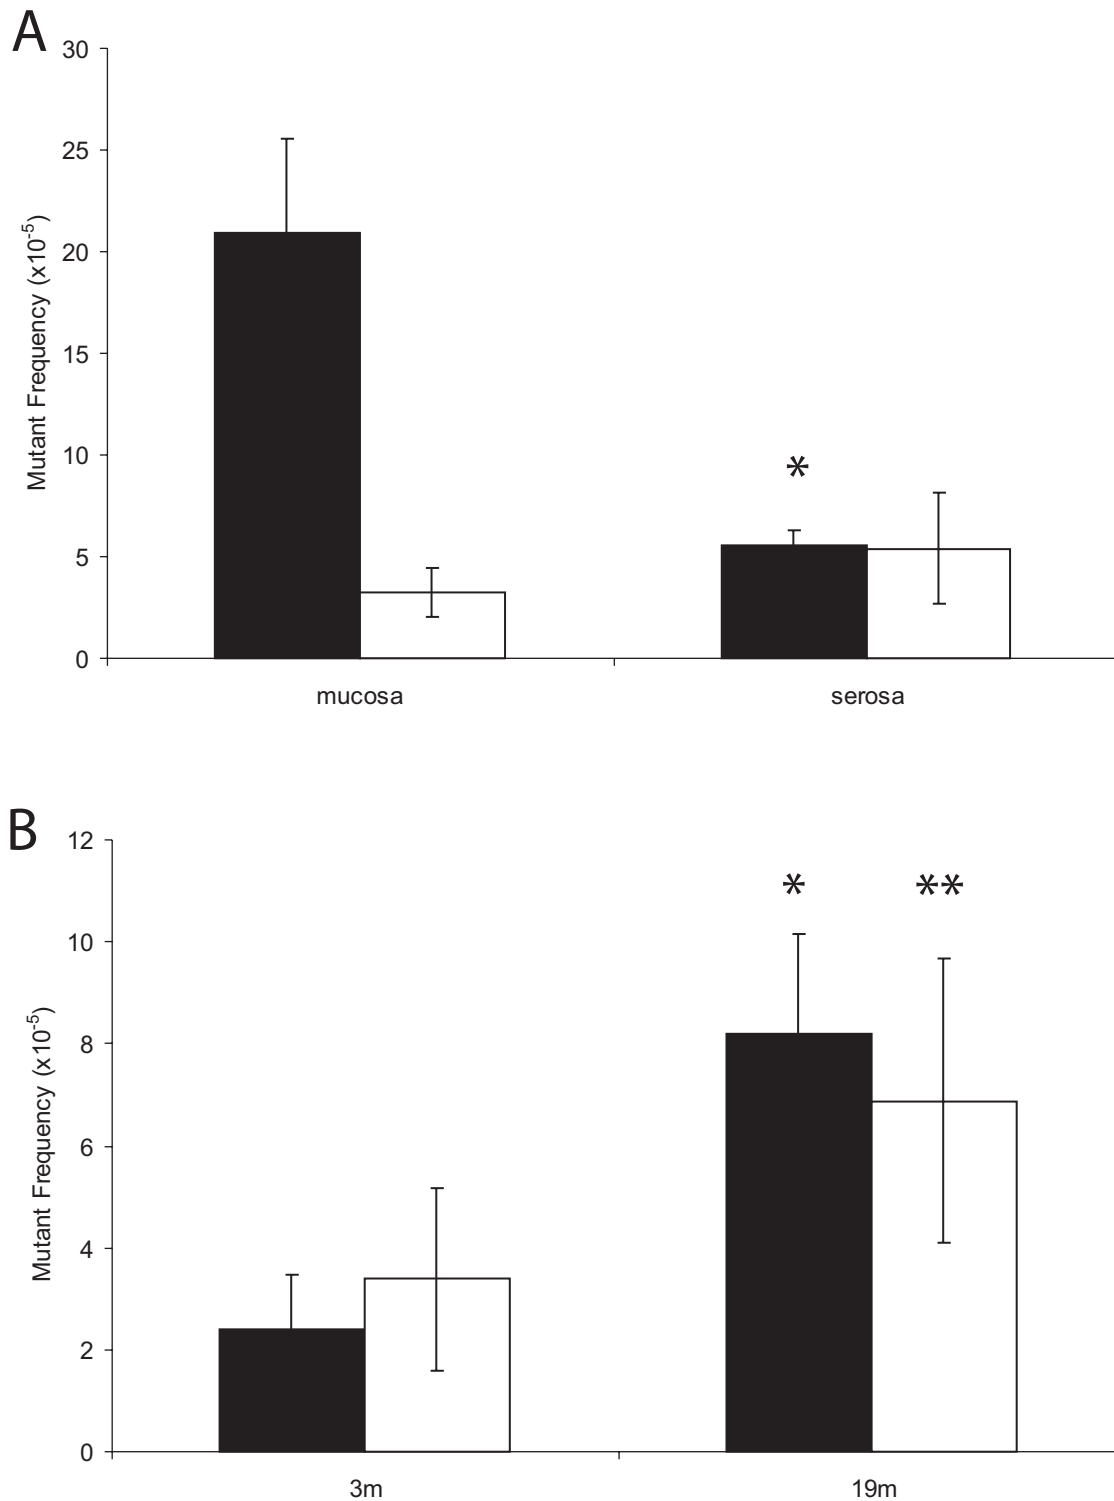 A
Mutant Frequency (x10⁻⁵)
30
25
20
15
10
5
0
*
mucosa
serosa
B
Mutant Frequency (x10⁻⁵)
12
10
8
6
4
2
0
*
**
3m
19m